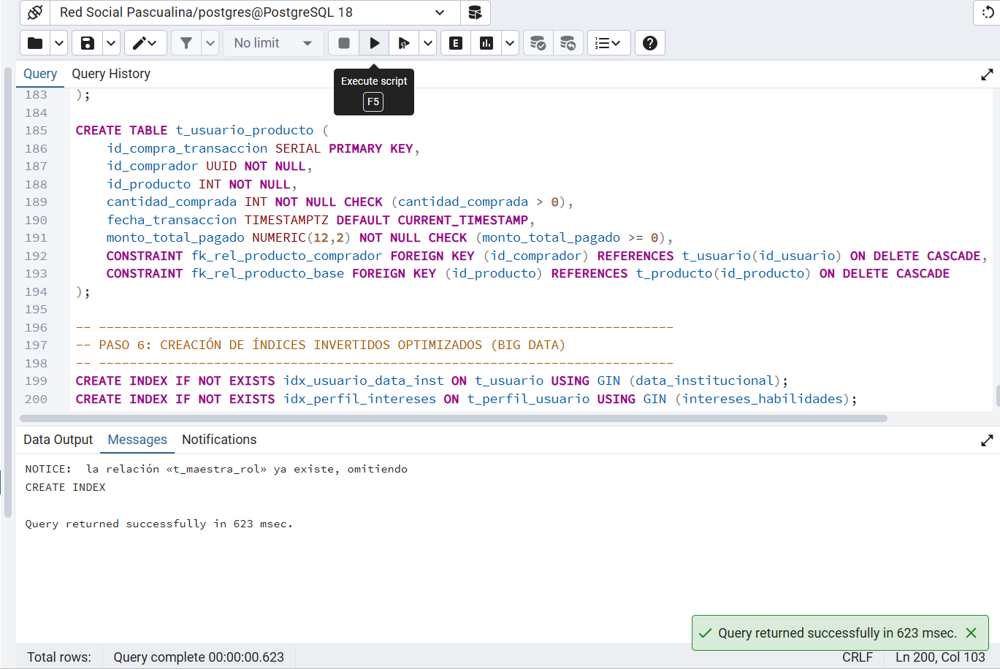 Red Social Pascualina/postgres@PostgreSQL 18
No limit
E
Query
Query History
Execute script
F5
183 );
184
185 CREATE TABLE t_usuario_producto (
186 id_compra_transaccion SERIAL PRIMARY KEY,
187 id_comprador UUID NOT NULL,
188 id_producto INT NOT NULL,
189 cantidad_comprada INT NOT NULL CHECK (cantidad_comprada > 0),
190 fecha_transaccion TIMESTAMPTZ DEFAULT CURRENT_TIMESTAMP,
191 monto_total_pagado NUMERIC(12,2) NOT NULL CHECK (monto_total_pagado >= 0),
192 CONSTRAINT fk_rel_producto_comprador FOREIGN KEY (id_comprador) REFERENCES t_usuario(id_usuario) ON DELETE CASCADE,
193 CONSTRAINT fk_rel_producto_base FOREIGN KEY (id_producto) REFERENCES t_producto(id_producto) ON DELETE CASCADE
194 );
195
196 -- ---------------------------------------------------------------------------
197 -- PASO 6: CREACIÓN DE ÍNDICES INVERTIDOS OPTIMIZADOS (BIG DATA)
198 -- ---------------------------------------------------------------------------
199 CREATE INDEX IF NOT EXISTS idx_usuario_data_inst ON t_usuario USING GIN (data_institucional);
200 CREATE INDEX IF NOT EXISTS idx_perfil_intereses ON t_perfil_usuario USING GIN (intereses_habilidades);
Data Output
Messages
Notifications
NOTICE:  la relación «t_maestra_rol» ya existe, omitiendo
CREATE INDEX
Query returned successfully in 623 msec.
Query returned successfully in 623 msec.
Total rows:
Query complete 00:00:00.623
CRLF
Ln 200, Col 103